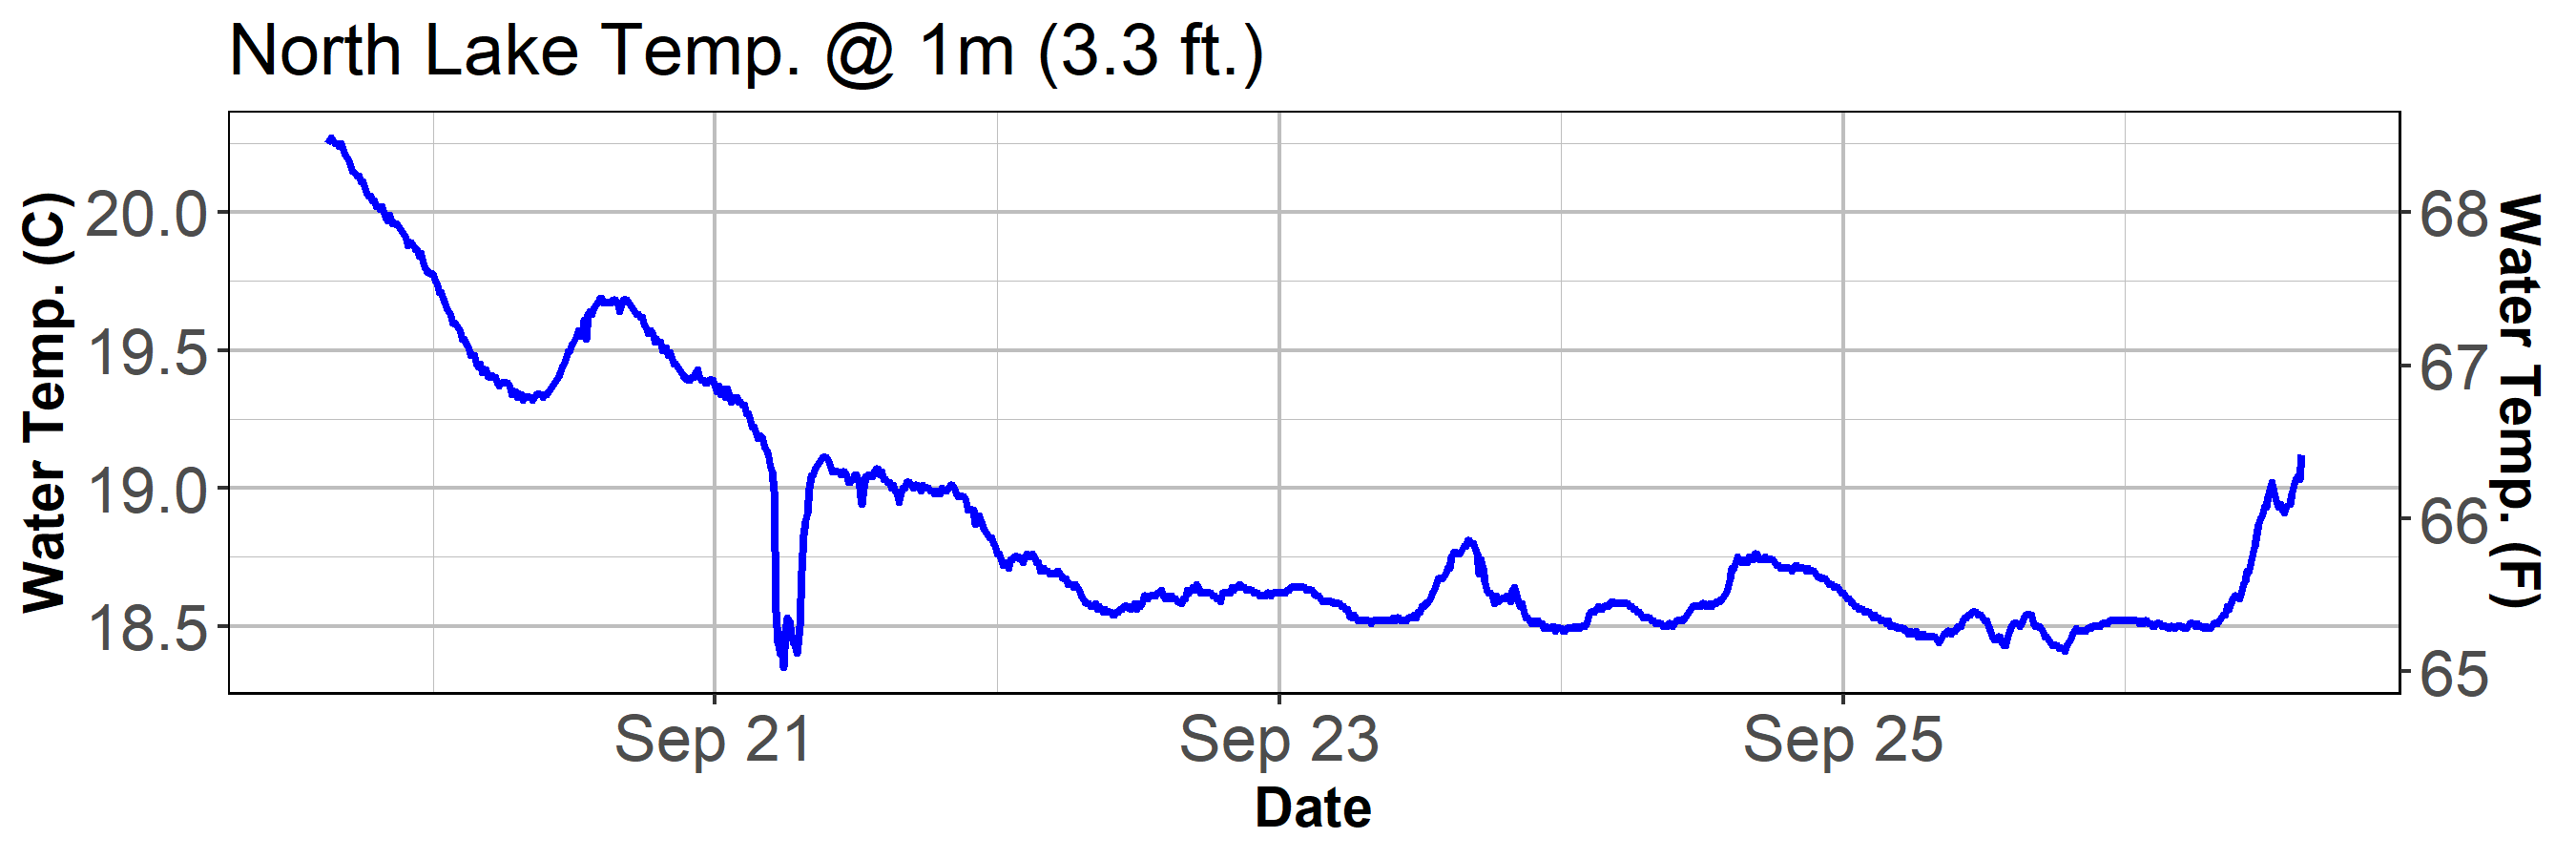 North Lake Temp. @ 1m (3.3 ft.)
Water Temp. (C)
20.0
19.5
19.0
18.5
68
67
66
65
Water Temp. (F)
Sep 21 Sep 23 Sep 25
Date